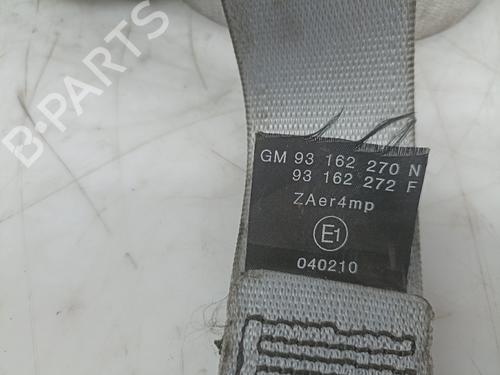 B-PARTS
GM 93 162 270 N
93 162 272 F
ZAer4mp
E1
040210